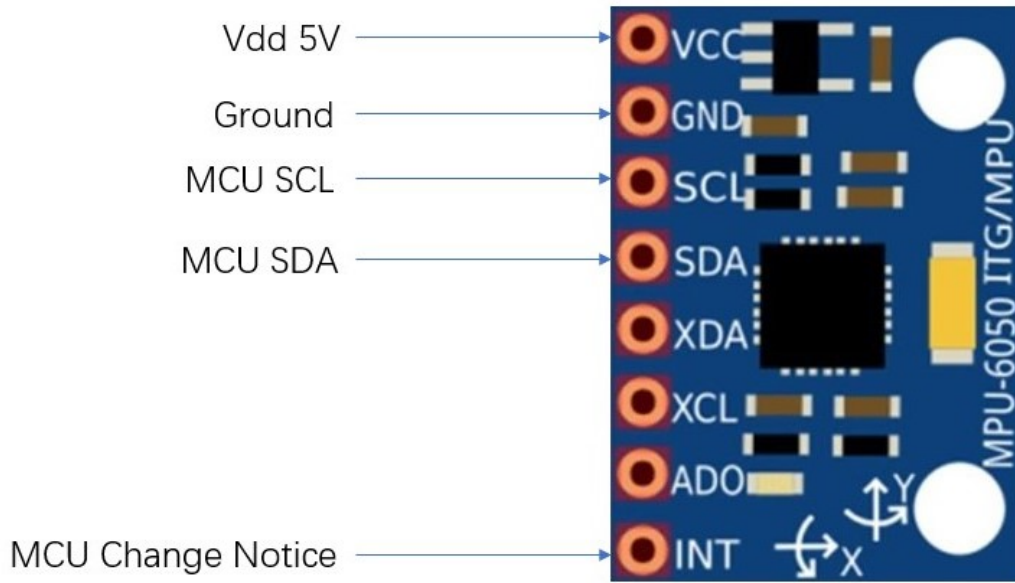 Vdd 5V
VCC
Ground
GND
MCU SCL
SCL
MCU SDA
SDA
XDA
XCL
ADO
MCU Change Notice
INT
X
Y
MPU-6050 ITG/MPU